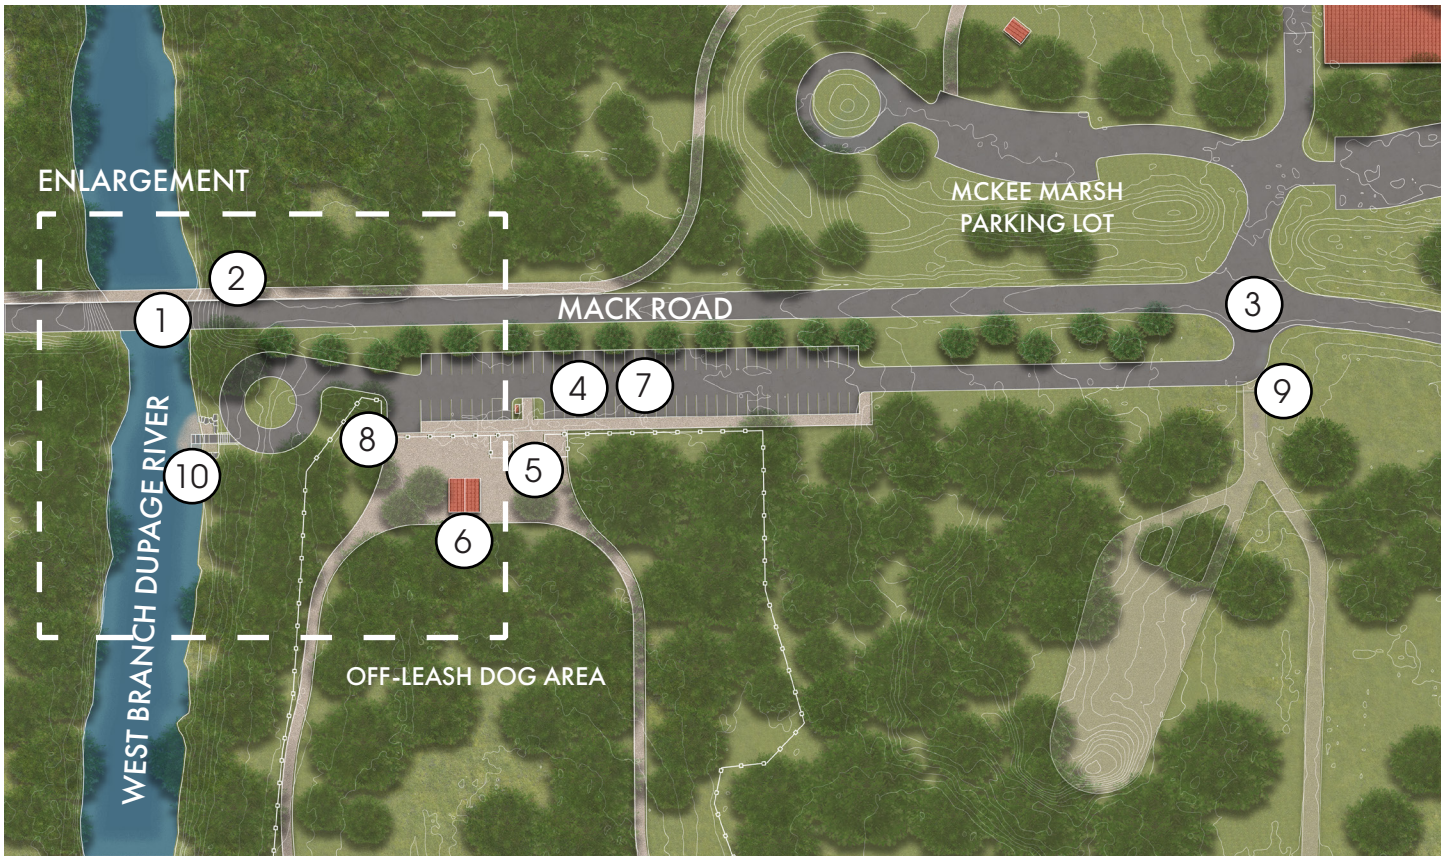 ENLARGEMENT
MCKEE MARSH
PARKING LOT
2
3
MACK ROAD
1
4
7
9
8
5
10
6
WEST BRANCH DUPAGE RIVER
OFF-LEASH DOG AREA